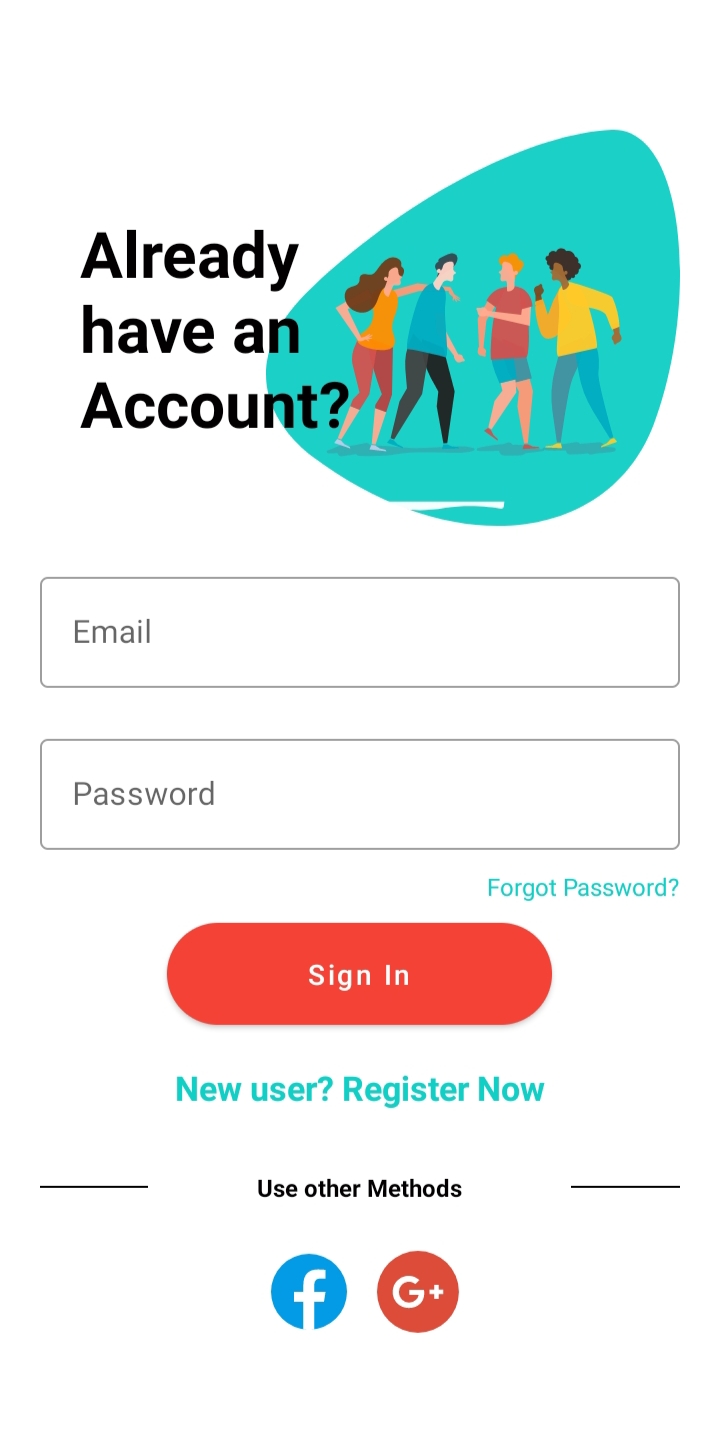 Already
have an
Account?
Email
Password
Forgot Password?
Sign In
New user? Register Now
Use other Methods
f G+